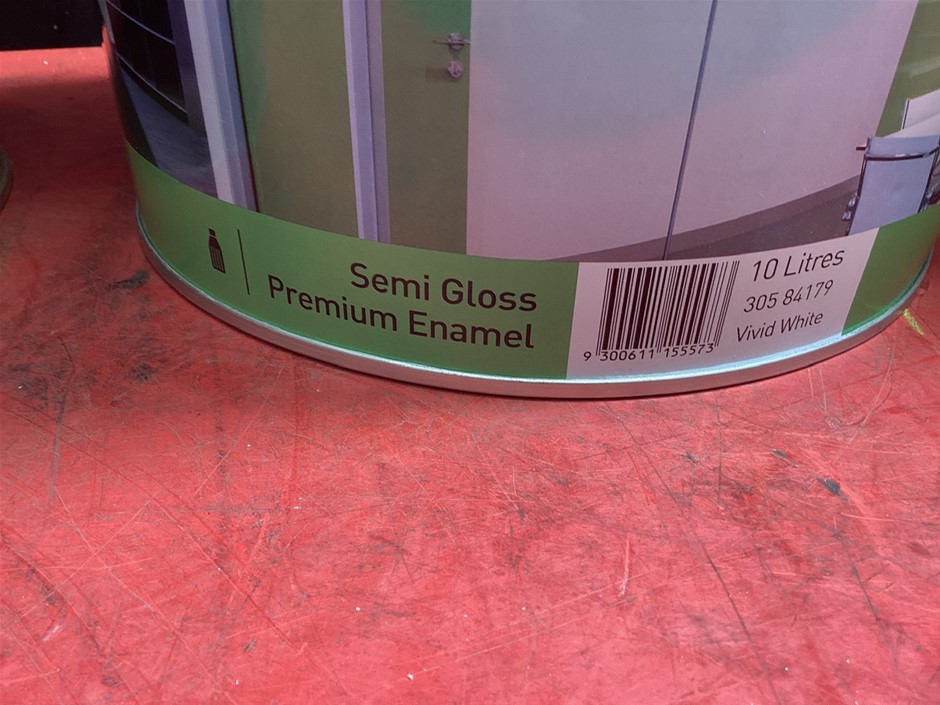 Semi Gloss
Premium Enamel
9 300611 155573
10 Litres
305 84179
Vivid White